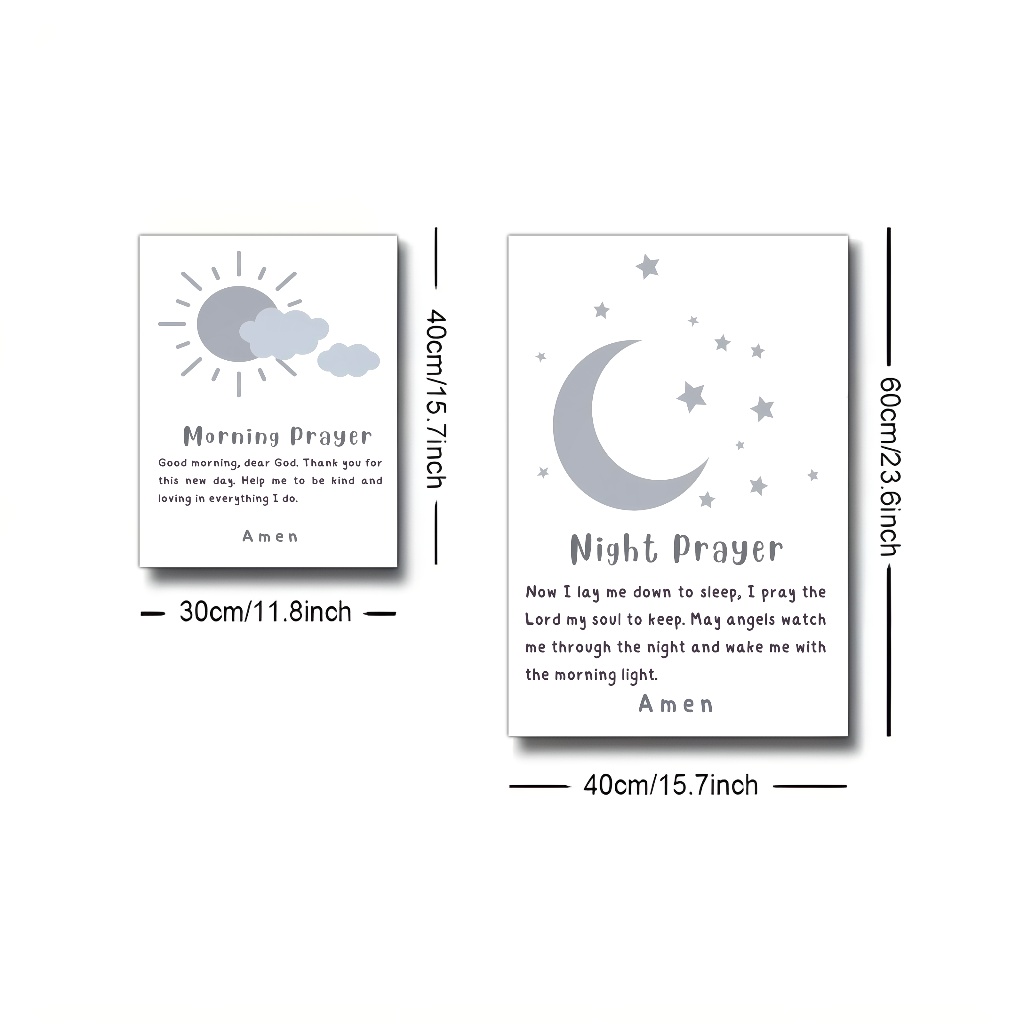 Morning Prayer
Good morning, dear God. Thank you for
this new day. Help me to be kind and
loving in everything I do.
Amen
40cm/15.7inch
30cm/11.8inch
Night Prayer
Now I lay me down to sleep, I pray the
Lord my soul to keep. May angels watch
me through the night and wake me with
the morning light.
Amen
60cm/23.6inch
40cm/15.7inch